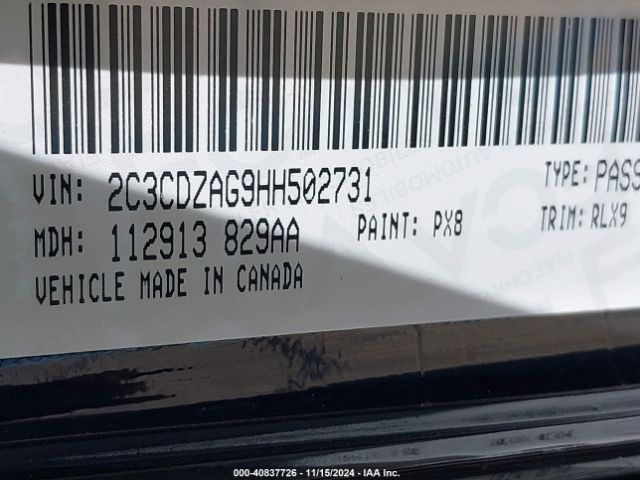 VIN: 2C3CDZAG9HH502731 TYPE: PASS
MDH: 112913 829AA PAINT: PX8 TRIM: RLX9
VEHICLE MADE IN CANADA
000-40837726 - 11/15/2024 - IAA Inc.